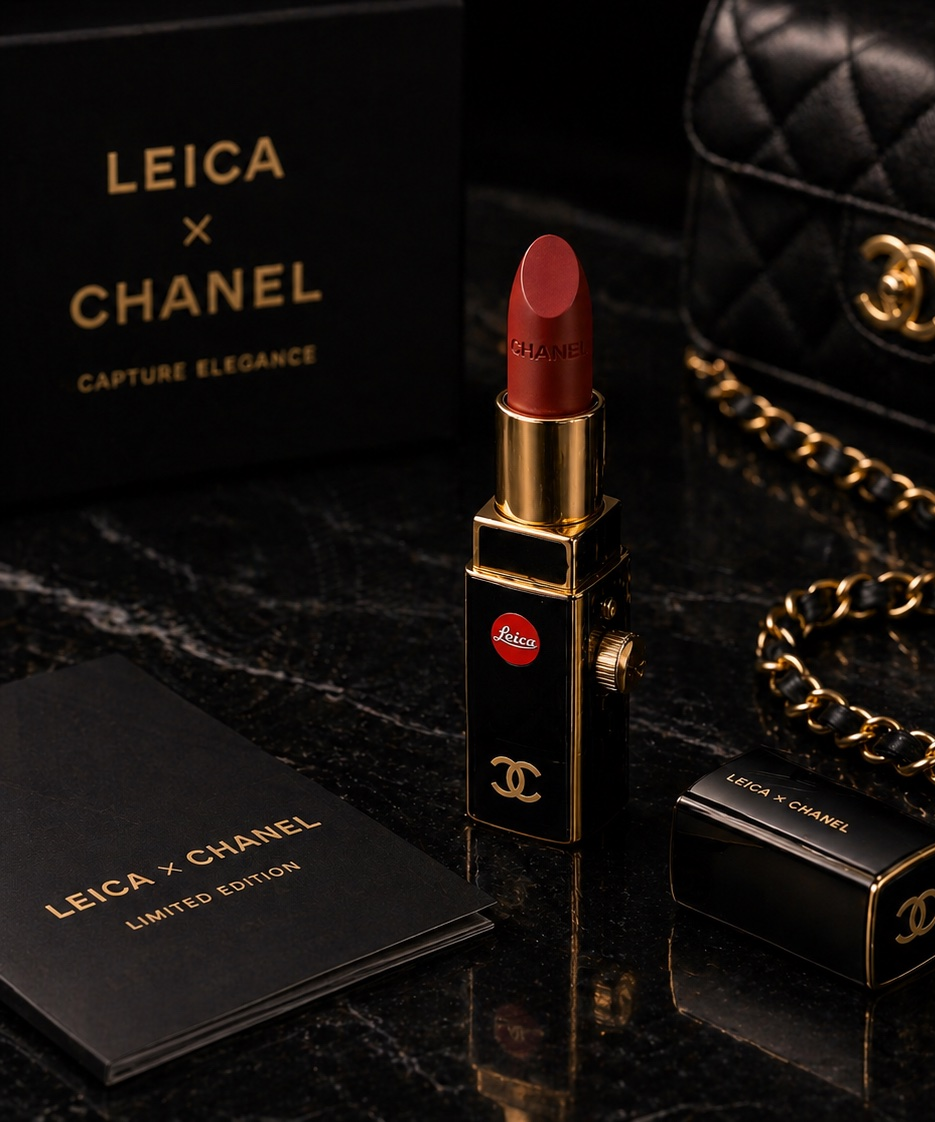 LEICA
×
CHANEL
CAPTURE ELEGANCE
CHANEL
Leica
LEICA × CHANEL
LEICA × CHANEL
LIMITED EDITION